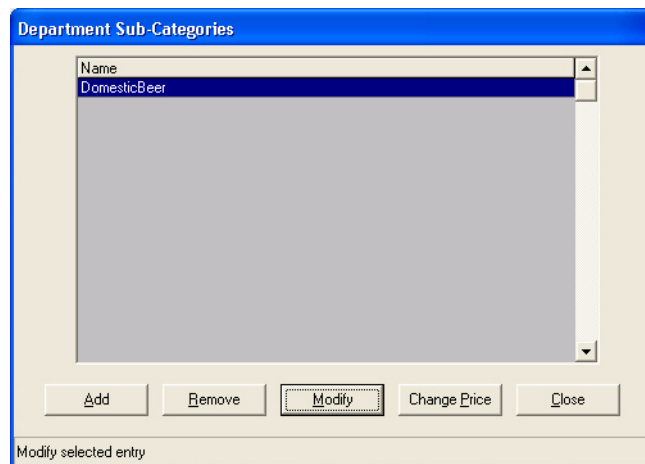 Department Sub-Categories
Name
DomesticBeer
Add Remove Modify Change Price Close
Modify selected entry